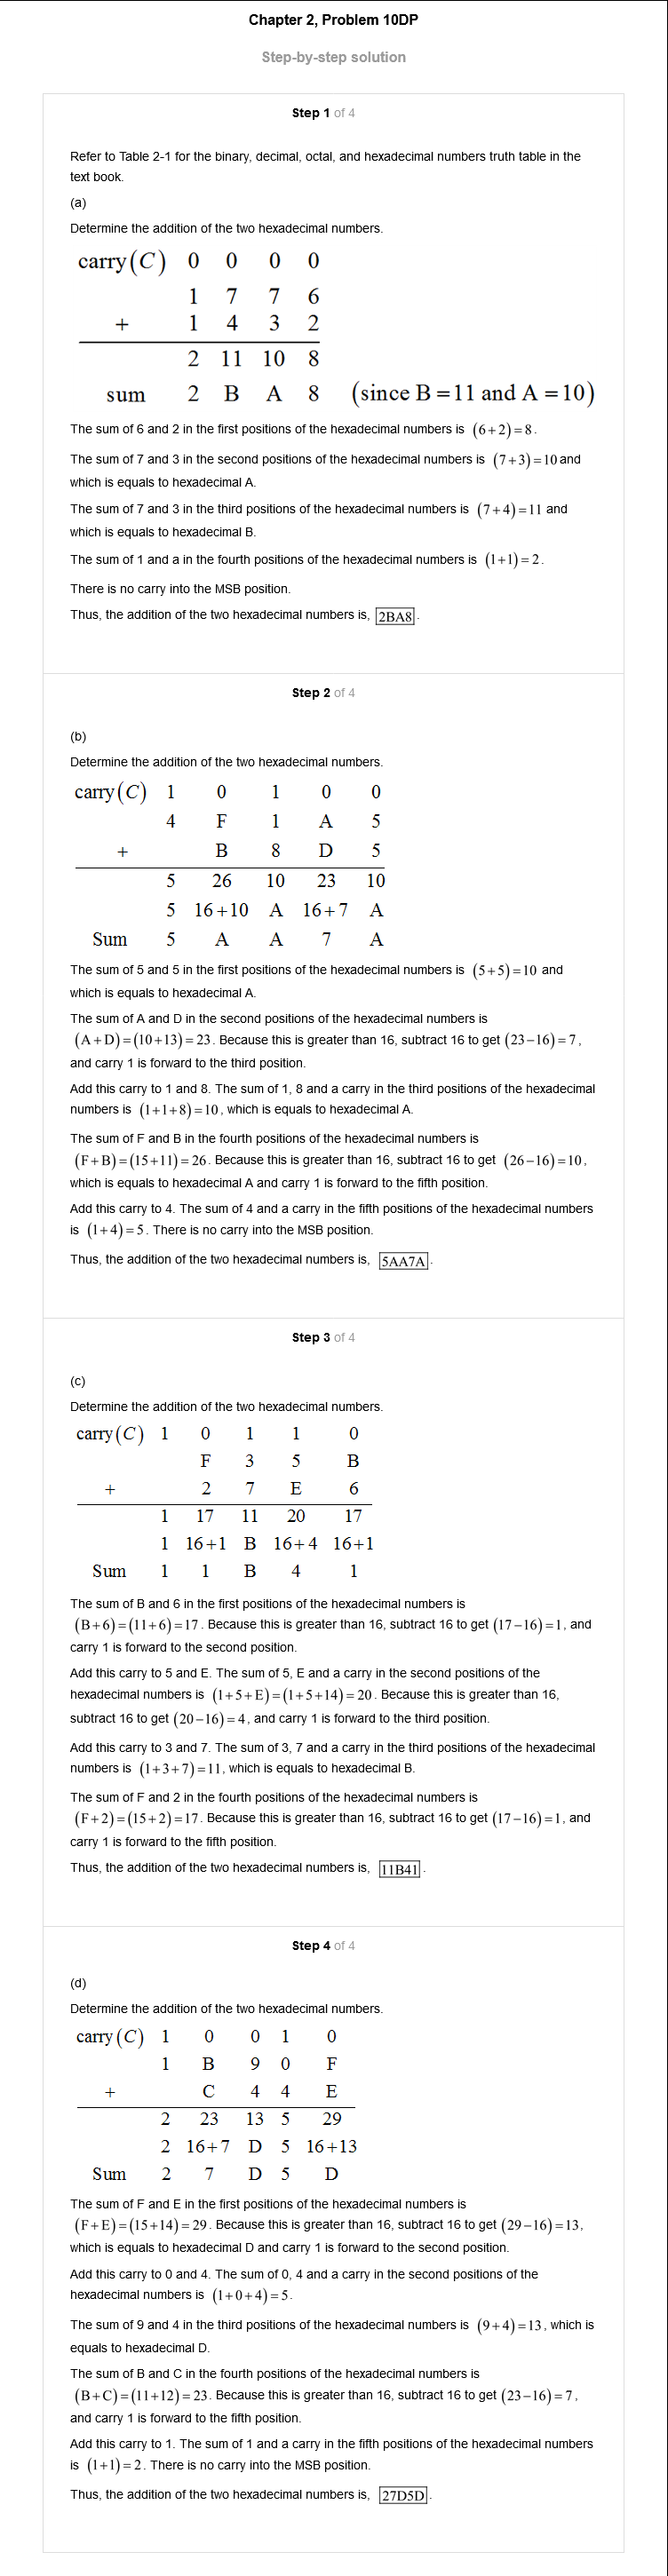 Chapter 2, Problem 10DP
Step-by-step solution
Step 1 of 4
Refer to Table 2-1 for the binary, decimal, octal, and hexadecimal numbers truth table in the
text book.
(a)
Determine the addition of the two hexadecimal numbers.
carry(C) 0 0 0 0
1 7 7 6
+ 1 4 3 2
2 11 10 8
sum 2 B A 8 (since B = 11 and A = 10)
The sum of 6 and 2 in the first positions of the hexadecimal numbers is (6+2)=8.
The sum of 7 and 3 in the second positions of the hexadecimal numbers is (7+3)=10 and
which is equals to hexadecimal A.
The sum of 7 and 3 in the third positions of the hexadecimal numbers is (7+4)=11 and
which is equals to hexadecimal B.
The sum of 1 and a in the fourth positions of the hexadecimal numbers is (1+1)=2.
There is no carry into the MSB position.
Thus, the addition of the two hexadecimal numbers is, 2BA8.
Step 2 of 4
(b)
Determine the addition of the two hexadecimal numbers.
carry(C) 1 0 1 0 0
4 F 1 A 5
+ B 8 D 5
5 26 10 23 10
5 16+10 A 16+7 A
Sum 5 A A 7 A
The sum of 5 and 5 in the first positions of the hexadecimal numbers is (5+5)=10 and
which is equals to hexadecimal A.
The sum of A and D in the second positions of the hexadecimal numbers is
(A+D)=(10+13)=23. Because this is greater than 16, subtract 16 to get (23−16)=7,
and carry 1 is forward to the third position.
Add this carry to 1 and 8. The sum of 1, 8 and a carry in the third positions of the hexadecimal
numbers is (1+1+8)=10, which is equals to hexadecimal A.
The sum of F and B in the fourth positions of the hexadecimal numbers is
(F+B)=(15+11)=26. Because this is greater than 16, subtract 16 to get (26−16)=10,
which is equals to hexadecimal A and carry 1 is forward to the fifth position.
Add this carry to 4. The sum of 4 and a carry in the fifth positions of the hexadecimal numbers
is (1+4)=5. There is no carry into the MSB position.
Thus, the addition of the two hexadecimal numbers is, 5AA7A.
Step 3 of 4
(c)
Determine the addition of the two hexadecimal numbers.
carry(C) 1 0 1 1 0
F 3 5 B
+ 2 7 E 6
1 17 11 20 17
1 16+1 B 16+4 16+1
Sum 1 1 B 4 1
The sum of B and 6 in the first positions of the hexadecimal numbers is
(B+6)=(11+6)=17. Because this is greater than 16, subtract 16 to get (17−16)=1, and
carry 1 is forward to the second position.
Add this carry to 5 and E. The sum of 5, E and a carry in the second positions of the
hexadecimal numbers is (1+5+E)=(1+5+14)=20. Because this is greater than 16,
subtract 16 to get (20−16)=4, and carry 1 is forward to the third position.
Add this carry to 3 and 7. The sum of 3, 7 and a carry in the third positions of the hexadecimal
numbers is (1+3+7)=11, which is equals to hexadecimal B.
The sum of F and 2 in the fourth positions of the hexadecimal numbers is
(F+2)=(15+2)=17. Because this is greater than 16, subtract 16 to get (17−16)=1, and
carry 1 is forward to the fifth position.
Thus, the addition of the two hexadecimal numbers is, 11B41.
Step 4 of 4
(d)
Determine the addition of the two hexadecimal numbers.
carry(C) 1 0 0 1 0
1 B 9 0 F
+ C 4 4 E
2 23 13 5 29
2 16+7 D 5 16+13
Sum 2 7 D 5 D
The sum of F and E in the first positions of the hexadecimal numbers is
(F+E)=(15+14)=29. Because this is greater than 16, subtract 16 to get (29−16)=13,
which is equals to hexadecimal D and carry 1 is forward to the second position.
Add this carry to 0 and 4. The sum of 0, 4 and a carry in the second positions of the
hexadecimal numbers is (1+0+4)=5.
The sum of 9 and 4 in the third positions of the hexadecimal numbers is (9+4)=13, which is
equals to hexadecimal D.
The sum of B and C in the fourth positions of the hexadecimal numbers is
(B+C)=(11+12)=23. Because this is greater than 16, subtract 16 to get (23−16)=7,
and carry 1 is forward to the fifth position.
Add this carry to 1. The sum of 1 and a carry in the fifth positions of the hexadecimal numbers
is (1+1)=2. There is no carry into the MSB position.
Thus, the addition of the two hexadecimal numbers is, 27D5D.